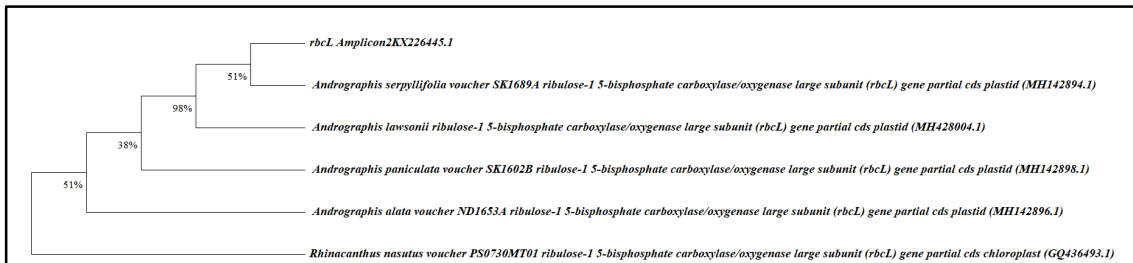 rbcL Amplicon2KX226445.1
51%
Andrographis serpyllifolia voucher SK1689A ribulose-1 5-bisphosphate carboxylase/oxygenase large subunit (rbcL) gene partial cds plastid (MH142894.1)
98%
Andrographis lawsonii ribulose-1 5-bisphosphate carboxylase/oxygenase large subunit (rbcL) gene partial cds plastid (MH428004.1)
38%
Andrographis paniculata voucher SK1602B ribulose-1 5-bisphosphate carboxylase/oxygenase large subunit (rbcL) gene partial cds plastid (MH142898.1)
51%
Andrographis alata voucher ND1653A ribulose-1 5-bisphosphate carboxylase/oxygenase large subunit (rbcL) gene partial cds plastid (MH142896.1)
Rhinacanthus nasutus voucher PS0730MT01 ribulose-1 5-bisphosphate carboxylase/oxygenase large subunit (rbcL) gene partial cds chloroplast (GQ436493.1)